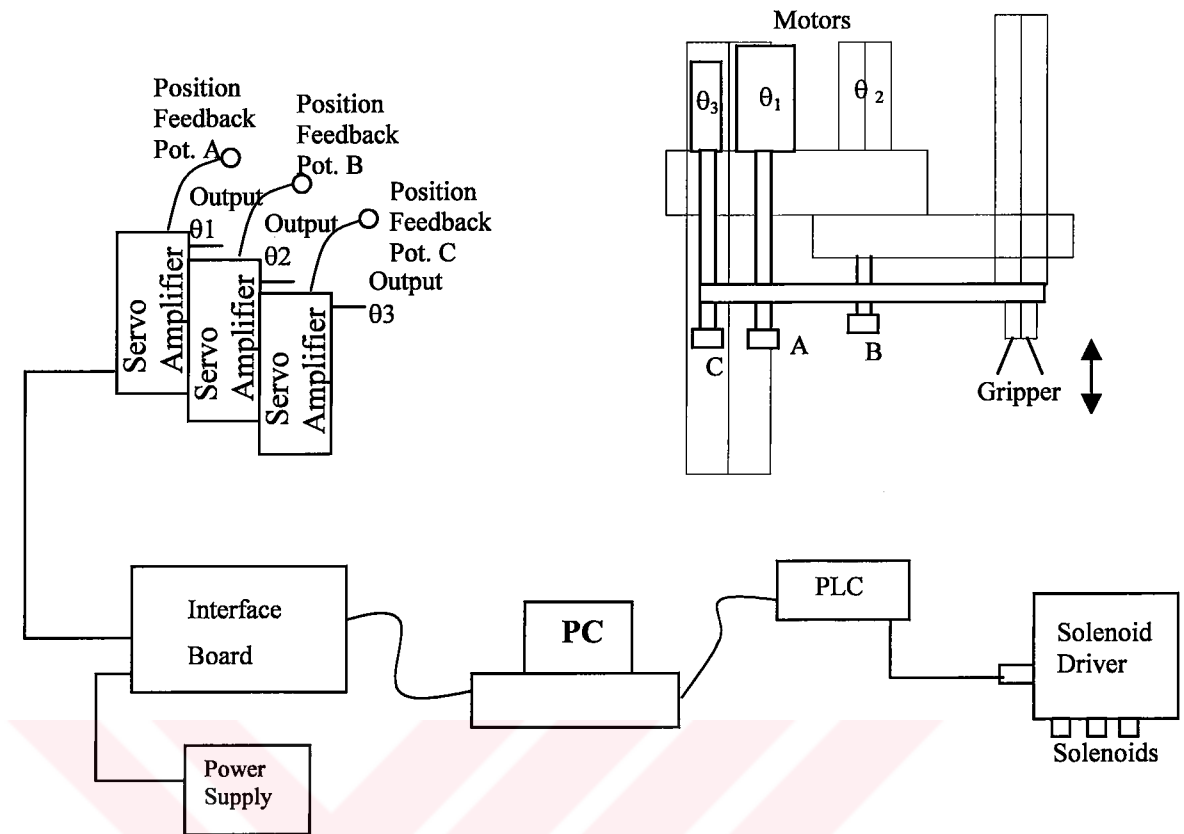 Motors
Position
Feedback
Pot. A
Position
Feedback
Pot. B
Position
Feedback
Pot. C
Output
θ1
Output
θ2
Output
θ3
Servo
Amplifier
Servo
Amplifier
Servo
Amplifier
θ3
θ1
θ 2
C
A
B
Gripper
Interface
Board
PC
PLC
Solenoid
Driver
Solenoids
Power
Supply